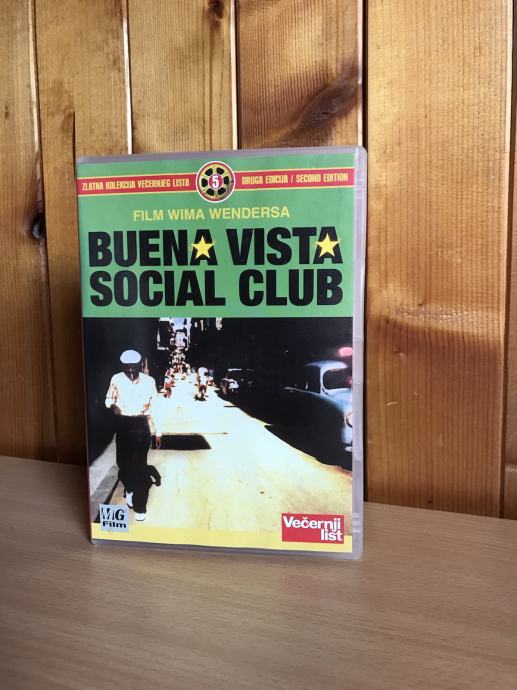 ZLATNA KOLEKCIJA VEČERNJEG LISTA 5 DRUGA EDICIJA / SECOND EDITION
FILM WIMA WENDERSA
BUENA VISTA
SOCIAL CLUB
MG
Film
Večernji
list